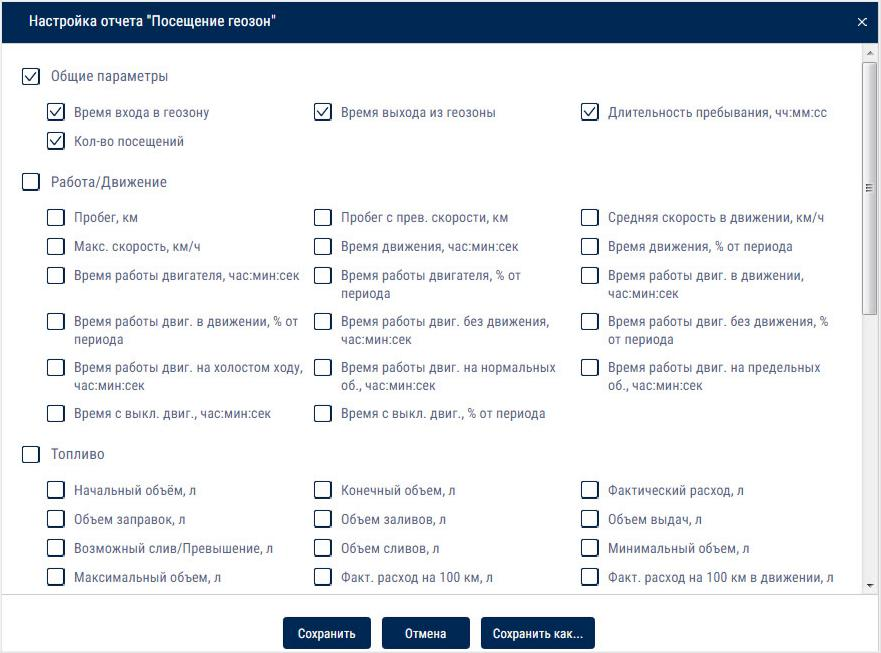 Настройка отчета "Посещение геозон"
Общие параметры
Время входа в геозону
Время выхода из геозоны
Длительность пребывания, чч:мм:сс
Кол-во посещений
Работа/Движение
Пробег, км
Пробег с прев. скорости, км
Средняя скорость в движении, км/ч
Макс. скорость, км/ч
Время движения, час:мин:сек
Время движения, % от периода
Время работы двигателя, час:мин:сек
Время работы двигателя, % от
периода
Время работы двиг. в движении,
час:мин:сек
Время работы двиг. в движении, % от
периода
Время работы двиг. без движения,
час:мин:сек
Время работы двиг. без движения, %
от периода
Время работы двиг. на холостом ходу,
час:мин:сек
Время работы двиг. на нормальных
об., час:мин:сек
Время работы двиг. на предельных
об., час:мин:сек
Время с выкл. двиг., час:мин:сек
Время с выкл. двиг., % от периода
Топливо
Начальный объём, л
Конечный объем, л
Фактический расход, л
Объем заправок, л
Объем заливов, л
Объем выдач, л
Возможный слив/Превышение, л
Объем сливов, л
Минимальный объем, л
Максимальный объем, л
Факт. расход на 100 км, л
Факт. расход на 100 км в движении, л
Сохранить
Отмена
Сохранить как...